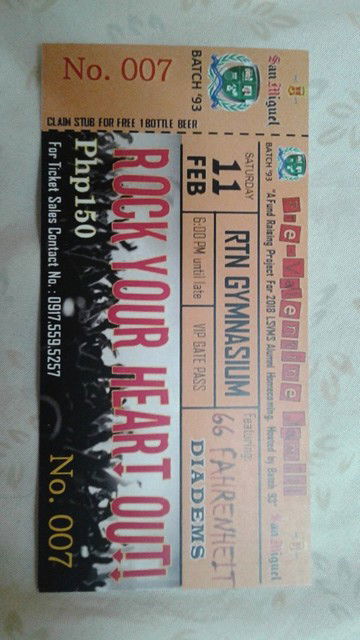 No. 007
BATCH '93
San Miguel
CLAIM STUB FOR FREE 1 BOTTLE BEER
Pre-Valentine
BATCH '93
"A Fund Raising Project For 2018 LSVMS Alumni Homecoming. Hosted by Batch 93"
San Miguel
SATURDAY
11
FEB
RTN GYMNASIUM
6:00 PM until late
VIP GATE PASS
Featuring:
66 FAHRENHEIT
DIADEMS
ROCK YOUR HEART OUT!
Php150
For Ticket Sales Contact No.: 0917.559.5257
No. 007